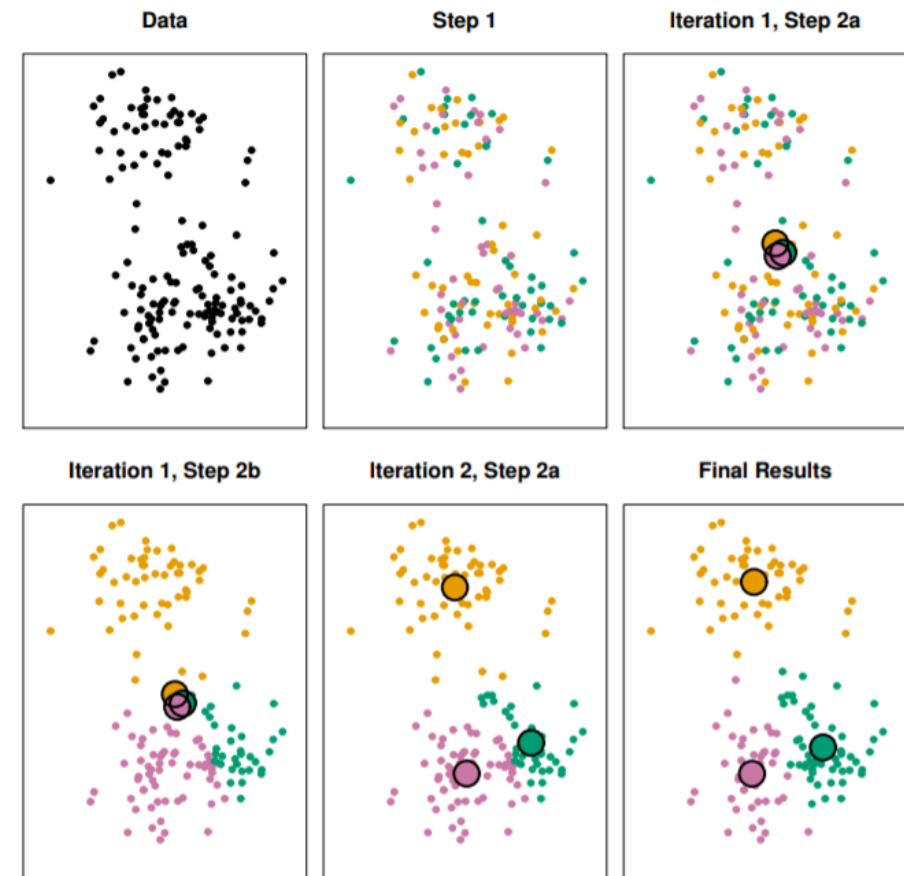 Data
Step 1
Iteration 1, Step 2a
Iteration 1, Step 2b
Iteration 2, Step 2a
Final Results